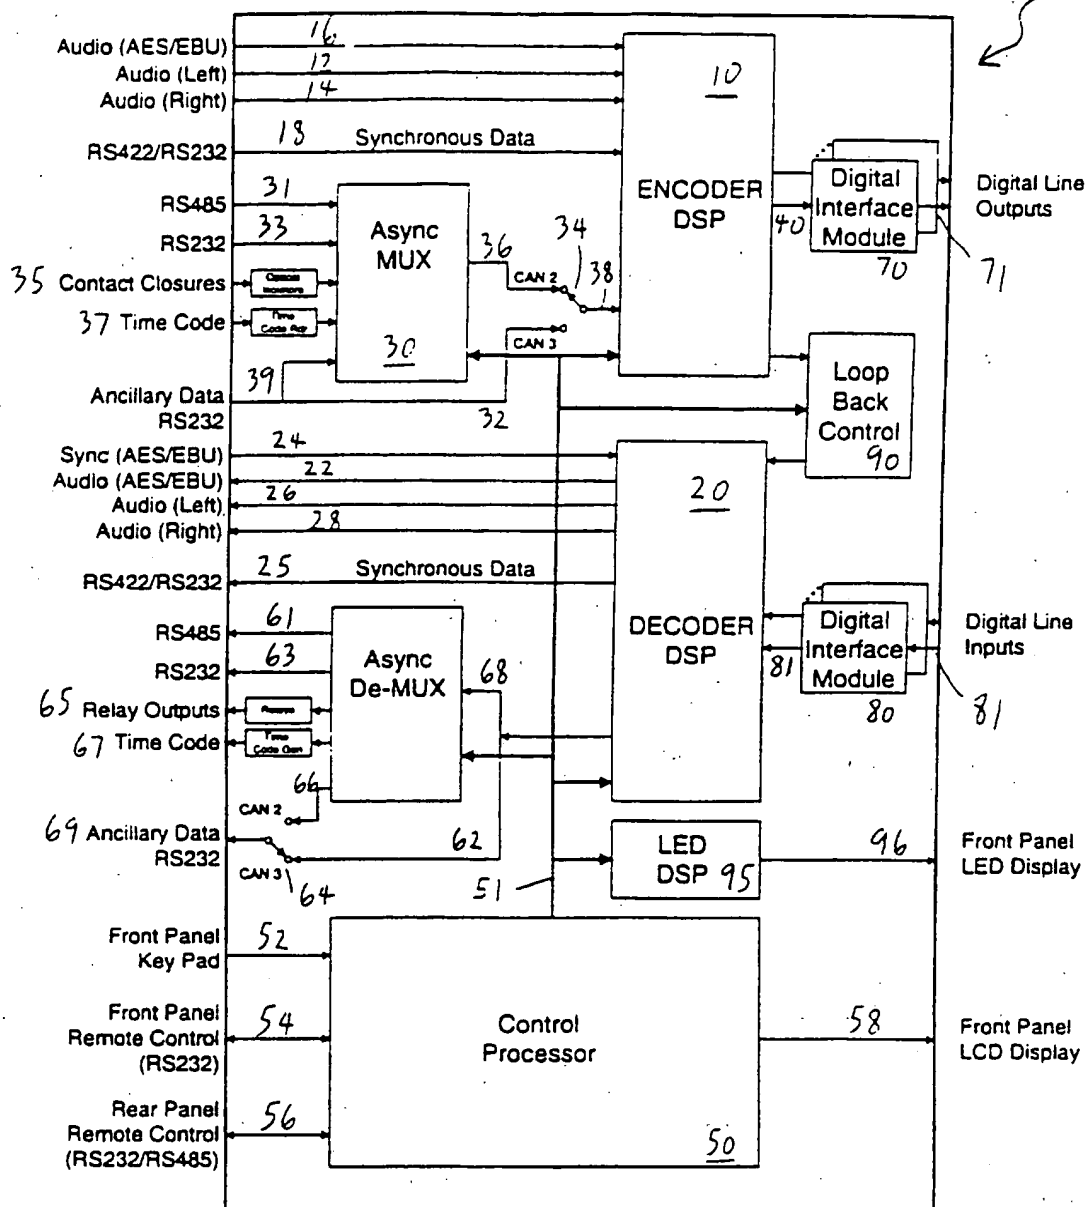 Audio (AES/EBU) 16
Audio (Left) 12
Audio (Right) 14
RS422/RS232 18 Synchronous Data
10
ENCODER
DSP
RS485 31
RS232 33
35 Contact Closures
37 Time Code
Time
Code Rdr
Ancillary Data
RS232
39
32
Async
MUX
30
36
CAN 2
34
38
CAN 3
40
Digital
Interface
Module
70
71
Digital Line
Outputs
Loop
Back
Control
90
Sync (AES/EBU) 24
Audio (AES/EBU) 22
Audio (Left) 26
Audio (Right) 28
RS422/RS232 25 Synchronous Data
20
DECODER
DSP
RS485 61
RS232 63
65 Relay Outputs
67 Time Code
Time
Code Gen
Async
De-MUX
68
66
CAN 2
69 Ancillary Data
RS232
CAN 3
64
62
81
Digital
Interface
Module
80
81
Digital Line
Inputs
LED
DSP 95
96
Front Panel
LED Display
51
Front Panel
Key Pad
52
Front Panel
Remote Control
(RS232)
54
Rear Panel
Remote Control
(RS232/RS485)
56
Control
Processor
50
58
Front Panel
LCD Display